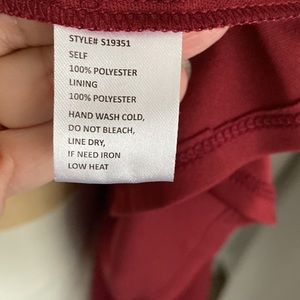 STYLE# S19351
SELF
100% POLYESTER
LINING
100% POLYESTER
HAND WASH COLD,
DO NOT BLEACH,
LINE DRY,
IF NEED IRON
LOW HEAT